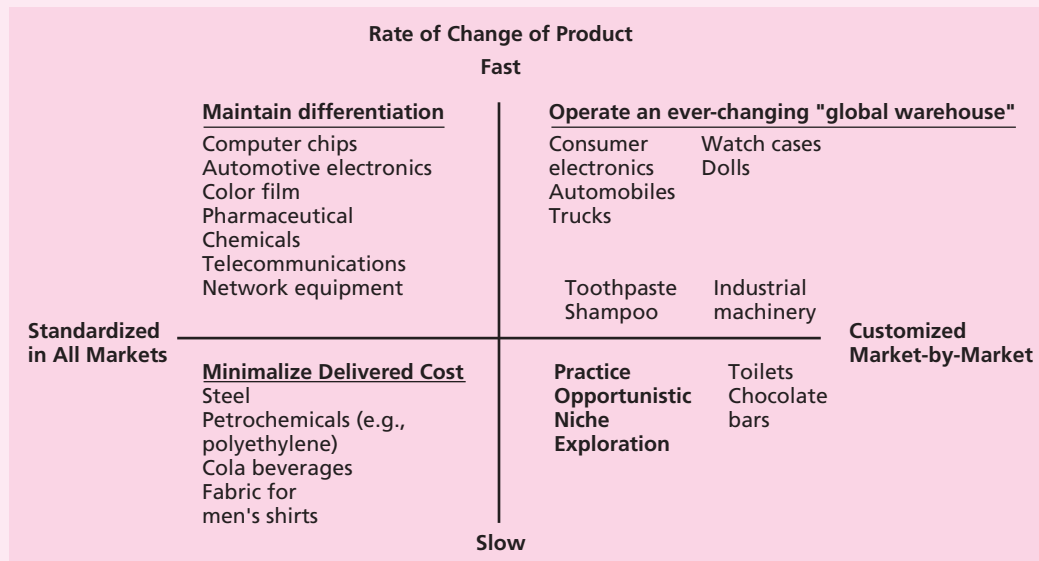 Rate of Change of Product
Fast
Maintain differentiation
Computer chips
Automotive electronics
Color film
Pharmaceutical
Chemicals
Telecommunications
Network equipment
Operate an ever-changing "global warehouse"
Consumer
electronics
Automobiles
Trucks
Watch cases
Dolls
Toothpaste
Shampoo
Industrial
machinery
Standardized
in All Markets
Customized
Market-by-Market
Minimalize Delivered Cost
Steel
Petrochemicals (e.g.,
polyethylene)
Cola beverages
Fabric for
men's shirts
Practice
Opportunistic
Niche
Exploration
Toilets
Chocolate
bars
Slow